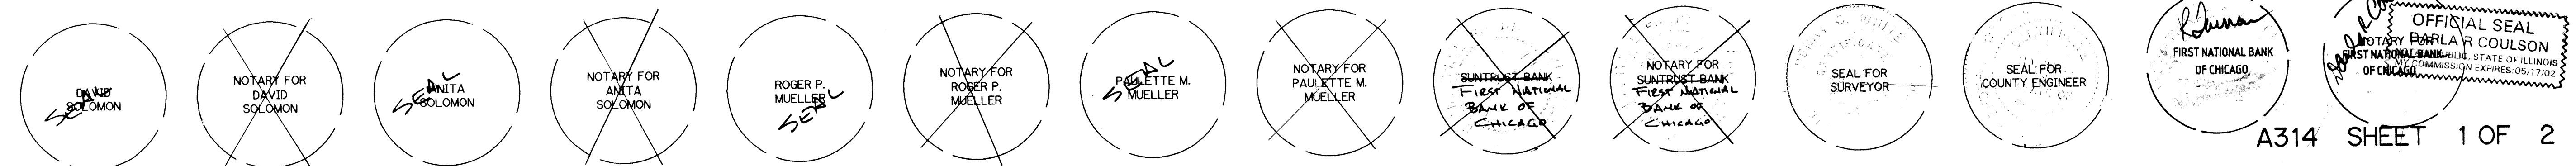 DAVID
SOLOMON
SEAL
NOTARY FOR
DAVID
SOLOMON
ANITA
SOLOMON
SEAL
NOTARY FOR
ANITA
SOLOMON
ROGER P.
MUELLER
SEAL
NOTARY FOR
ROGER P.
MUELLER
PAULETTE M.
MUELLER
SEAL
NOTARY FOR
PAULETTE M.
MUELLER
SUNTRUST BANK
FIRST NATIONAL
BANK OF
CHICAGO
NOTARY FOR
SUNTRUST BANK
FIRST NATIONAL
BANK OF
CHICAGO
SEAL FOR
SURVEYOR
SEAL FOR
COUNTY ENGINEER
FIRST NATIONAL BANK
OF CHICAGO
NOTARY FOR
FIRST NATIONAL BANK
OF CHICAGO
OFFICIAL SEAL
DARLA R COULSON
NOTARY PUBLIC, STATE OF ILLINOIS
MY COMMISSION EXPIRES:05/17/02
A314 SHEET 1 OF 2